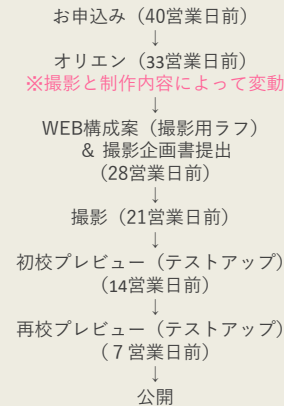 お申込み（40営業日前）
↓
オリエン（33営業日前）
※撮影と制作内容によって変動
↓
WEB構成案（撮影用ラフ）
& 撮影企画書提出
（28営業日前）
↓
撮影（21営業日前）
↓
初校プレビュー（テストアップ）
（14営業日前）
↓
再校プレビュー（テストアップ）
（７営業日前）
↓
公開